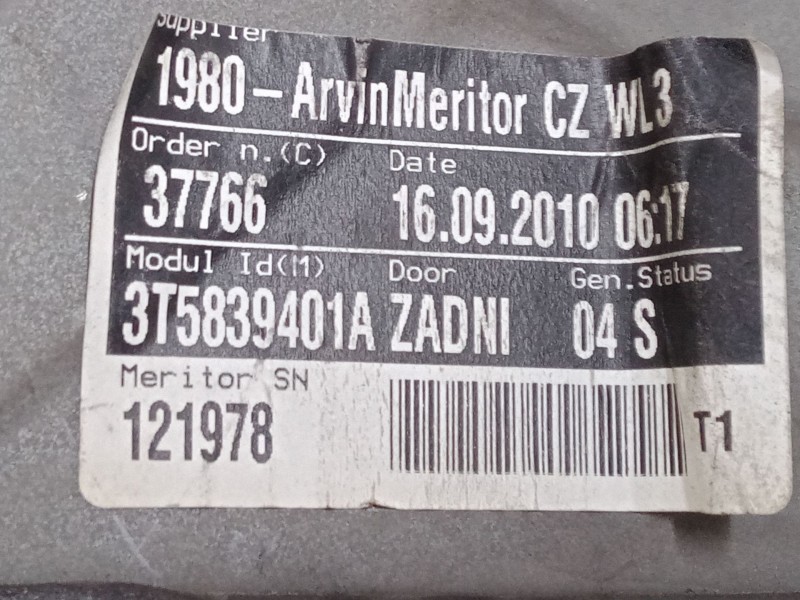 Supplier
1980-ArvinMeritor CZ WL3
Order n.(C) Date
37766 16.09.2010 06:17
Modul Id(M) Door Gen.Status
3T5839401A ZADNI 04 S
Meritor SN
121978 T1